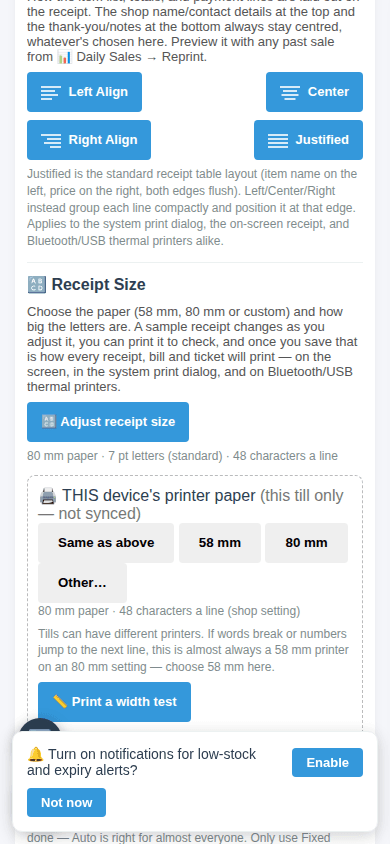 the receipt. The shop name/contact details at the top and
the thank-you/notes at the bottom always stay centred,
whatever's chosen here. Preview it with any past sale
from 📊 Daily Sales → Reprint.
Left Align
Center
Right Align
Justified
Justified is the standard receipt table layout (item name on the
left, price on the right, both edges flush). Left/Center/Right
instead group each line compactly and position it at that edge.
Applies to the system print dialog, the on-screen receipt, and
Bluetooth/USB thermal printers alike.
🔠 Receipt Size
Choose the paper (58 mm, 80 mm or custom) and how
big the letters are. A sample receipt changes as you
adjust it, you can print it to check, and once you save that
is how every receipt, bill and ticket will print — on the
screen, in the system print dialog, and on Bluetooth/USB
thermal printers.
🔠 Adjust receipt size
80 mm paper · 7 pt letters (standard) · 48 characters a line
🖨️ THIS device's printer paper (this till only
— not synced)
Same as above
58 mm
80 mm
Other…
80 mm paper · 48 characters a line (shop setting)
Tills can have different printers. If words break or numbers
jump to the next line, this is almost always a 58 mm printer
on an 80 mm setting — choose 58 mm here.
✏️ Print a width test
🔔 Turn on notifications for low-stock
and expiry alerts?
Enable
Not now
done — Auto is right for almost everyone. Only use Fixed